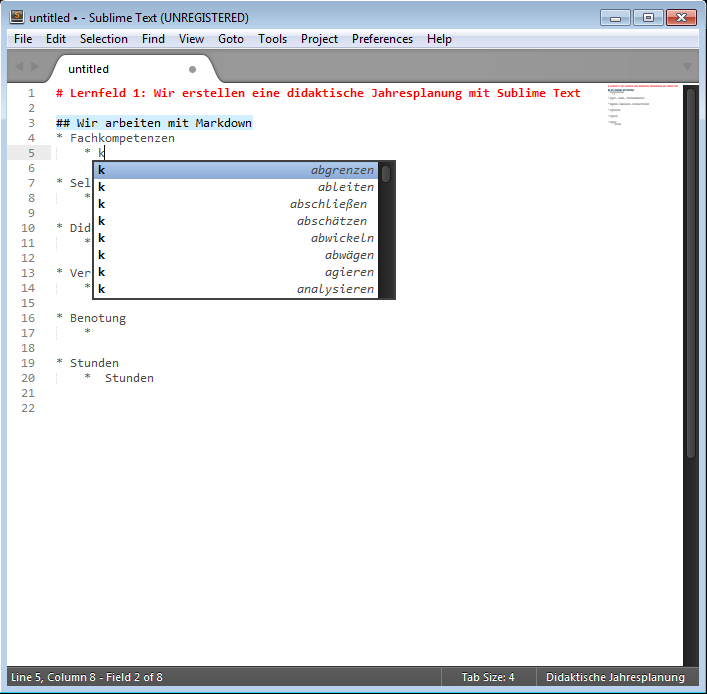 untitled • - Sublime Text (UNREGISTERED)
File Edit Selection Find View Goto Tools Project Preferences Help
untitled
1 # Lernfeld 1: Wir erstellen eine didaktische Jahresplanung mit Sublime Text
2
3 ## Wir arbeiten mit Markdown
4 * Fachkompetenzen
5 * k
k abgrenzen
6
k ableiten
7 * Sel
k abschließen
8 *
k abschätzen
9
10 * Did
k abwickeln
11 *
k abwägen
12
13 * Ver
k agieren
14 *
k analysieren
15
16 * Benotung
17 *
18
19 * Stunden
20 * Stunden
21
22
Line 5, Column 8 - Field 2 of 8 Tab Size: 4 Didaktische Jahresplanung